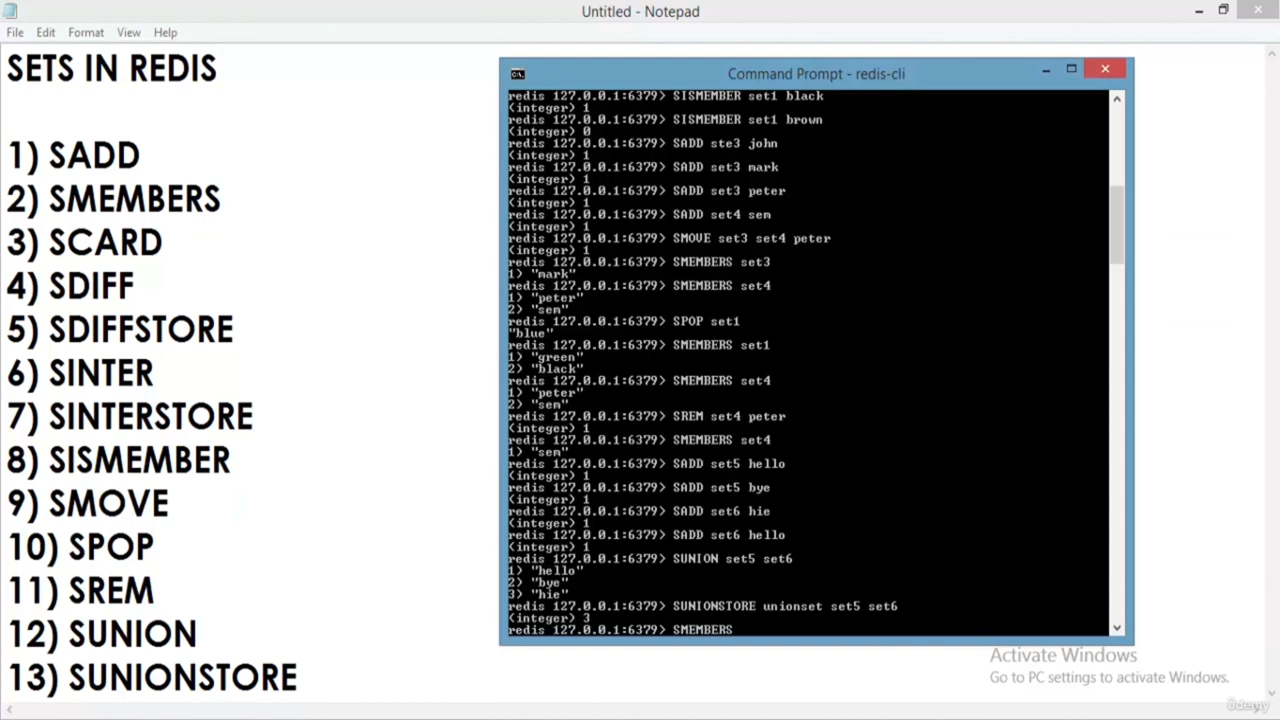 Untitled - Notepad
File Edit Format View Help
SETS IN REDIS
1) SADD
2) SMEMBERS
3) SCARD
4) SDIFF
5) SDIFFSTORE
6) SINTER
7) SINTERSTORE
8) SISMEMBER
9) SMOVE
10) SPOP
11) SREM
12) SUNION
13) SUNIONSTORE
Command Prompt - redis-cli
redis 127.0.0.1:6379> SISMEMBER set1 black
(integer) 1
redis 127.0.0.1:6379> SISMEMBER set1 brown
(integer) 0
redis 127.0.0.1:6379> SADD ste3 john
(integer) 1
redis 127.0.0.1:6379> SADD set3 mark
(integer) 1
redis 127.0.0.1:6379> SADD set3 peter
(integer) 1
redis 127.0.0.1:6379> SADD set4 sem
(integer) 1
redis 127.0.0.1:6379> SMOVE set3 set4 peter
(integer) 1
redis 127.0.0.1:6379> SMEMBERS set3
1) "mark"
redis 127.0.0.1:6379> SMEMBERS set4
1) "peter"
2) "sem"
redis 127.0.0.1:6379> SPOP set1
"blue"
redis 127.0.0.1:6379> SMEMBERS set1
1) "green"
2) "black"
redis 127.0.0.1:6379> SMEMBERS set4
1) "peter"
2) "sem"
redis 127.0.0.1:6379> SREM set4 peter
(integer) 1
redis 127.0.0.1:6379> SMEMBERS set4
1) "sem"
redis 127.0.0.1:6379> SADD set5 hello
(integer) 1
redis 127.0.0.1:6379> SADD set5 bye
(integer) 1
redis 127.0.0.1:6379> SADD set6 hie
(integer) 1
redis 127.0.0.1:6379> SADD set6 hello
(integer) 1
redis 127.0.0.1:6379> SUNION set5 set6
1) "hello"
2) "bye"
3) "hie"
redis 127.0.0.1:6379> SUNIONSTORE unionset set5 set6
(integer) 3
redis 127.0.0.1:6379> SMEMBERS
Activate Windows
Go to PC settings to activate Windows.
ûdemy